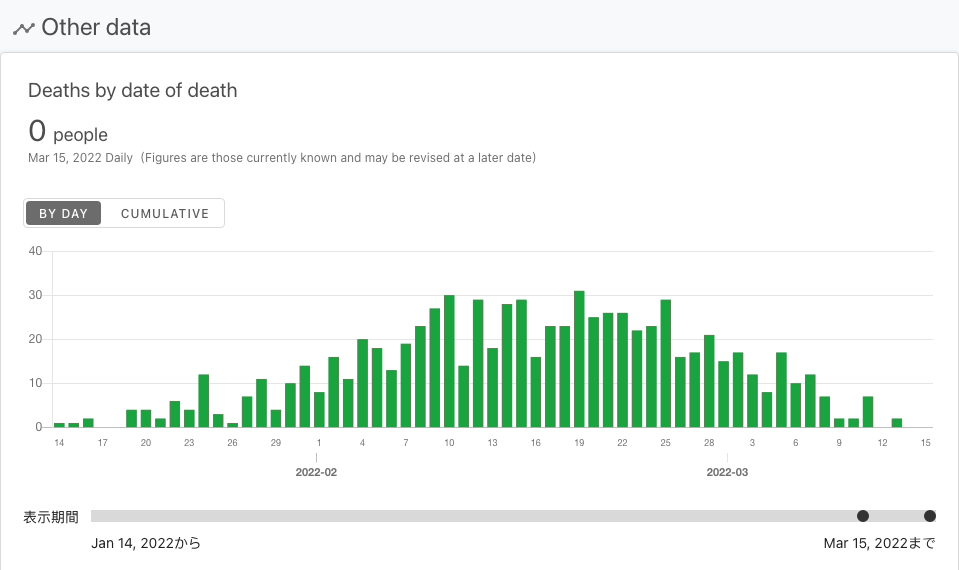 Other data
Deaths by date of death
0 people
Mar 15, 2022 Daily (Figures are those currently known and may be revised at a later date)
BY DAY CUMULATIVE
40
30
20
10
0
14 17 20 23 26 29 1 4 7 10 13 16 19 22 25 28 3 6 9 12 15
2022-02 2022-03
表示期間
Jan 14, 2022から Mar 15, 2022まで